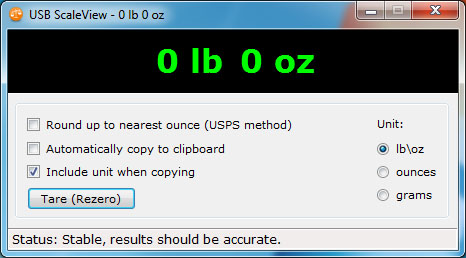 USB ScaleView - 0 lb 0 oz
0 lb 0 oz
Round up to nearest ounce (USPS method)
Automatically copy to clipboard
Include unit when copying
Tare (Rezero)
Unit:
lb\oz
ounces
grams
Status: Stable, results should be accurate.